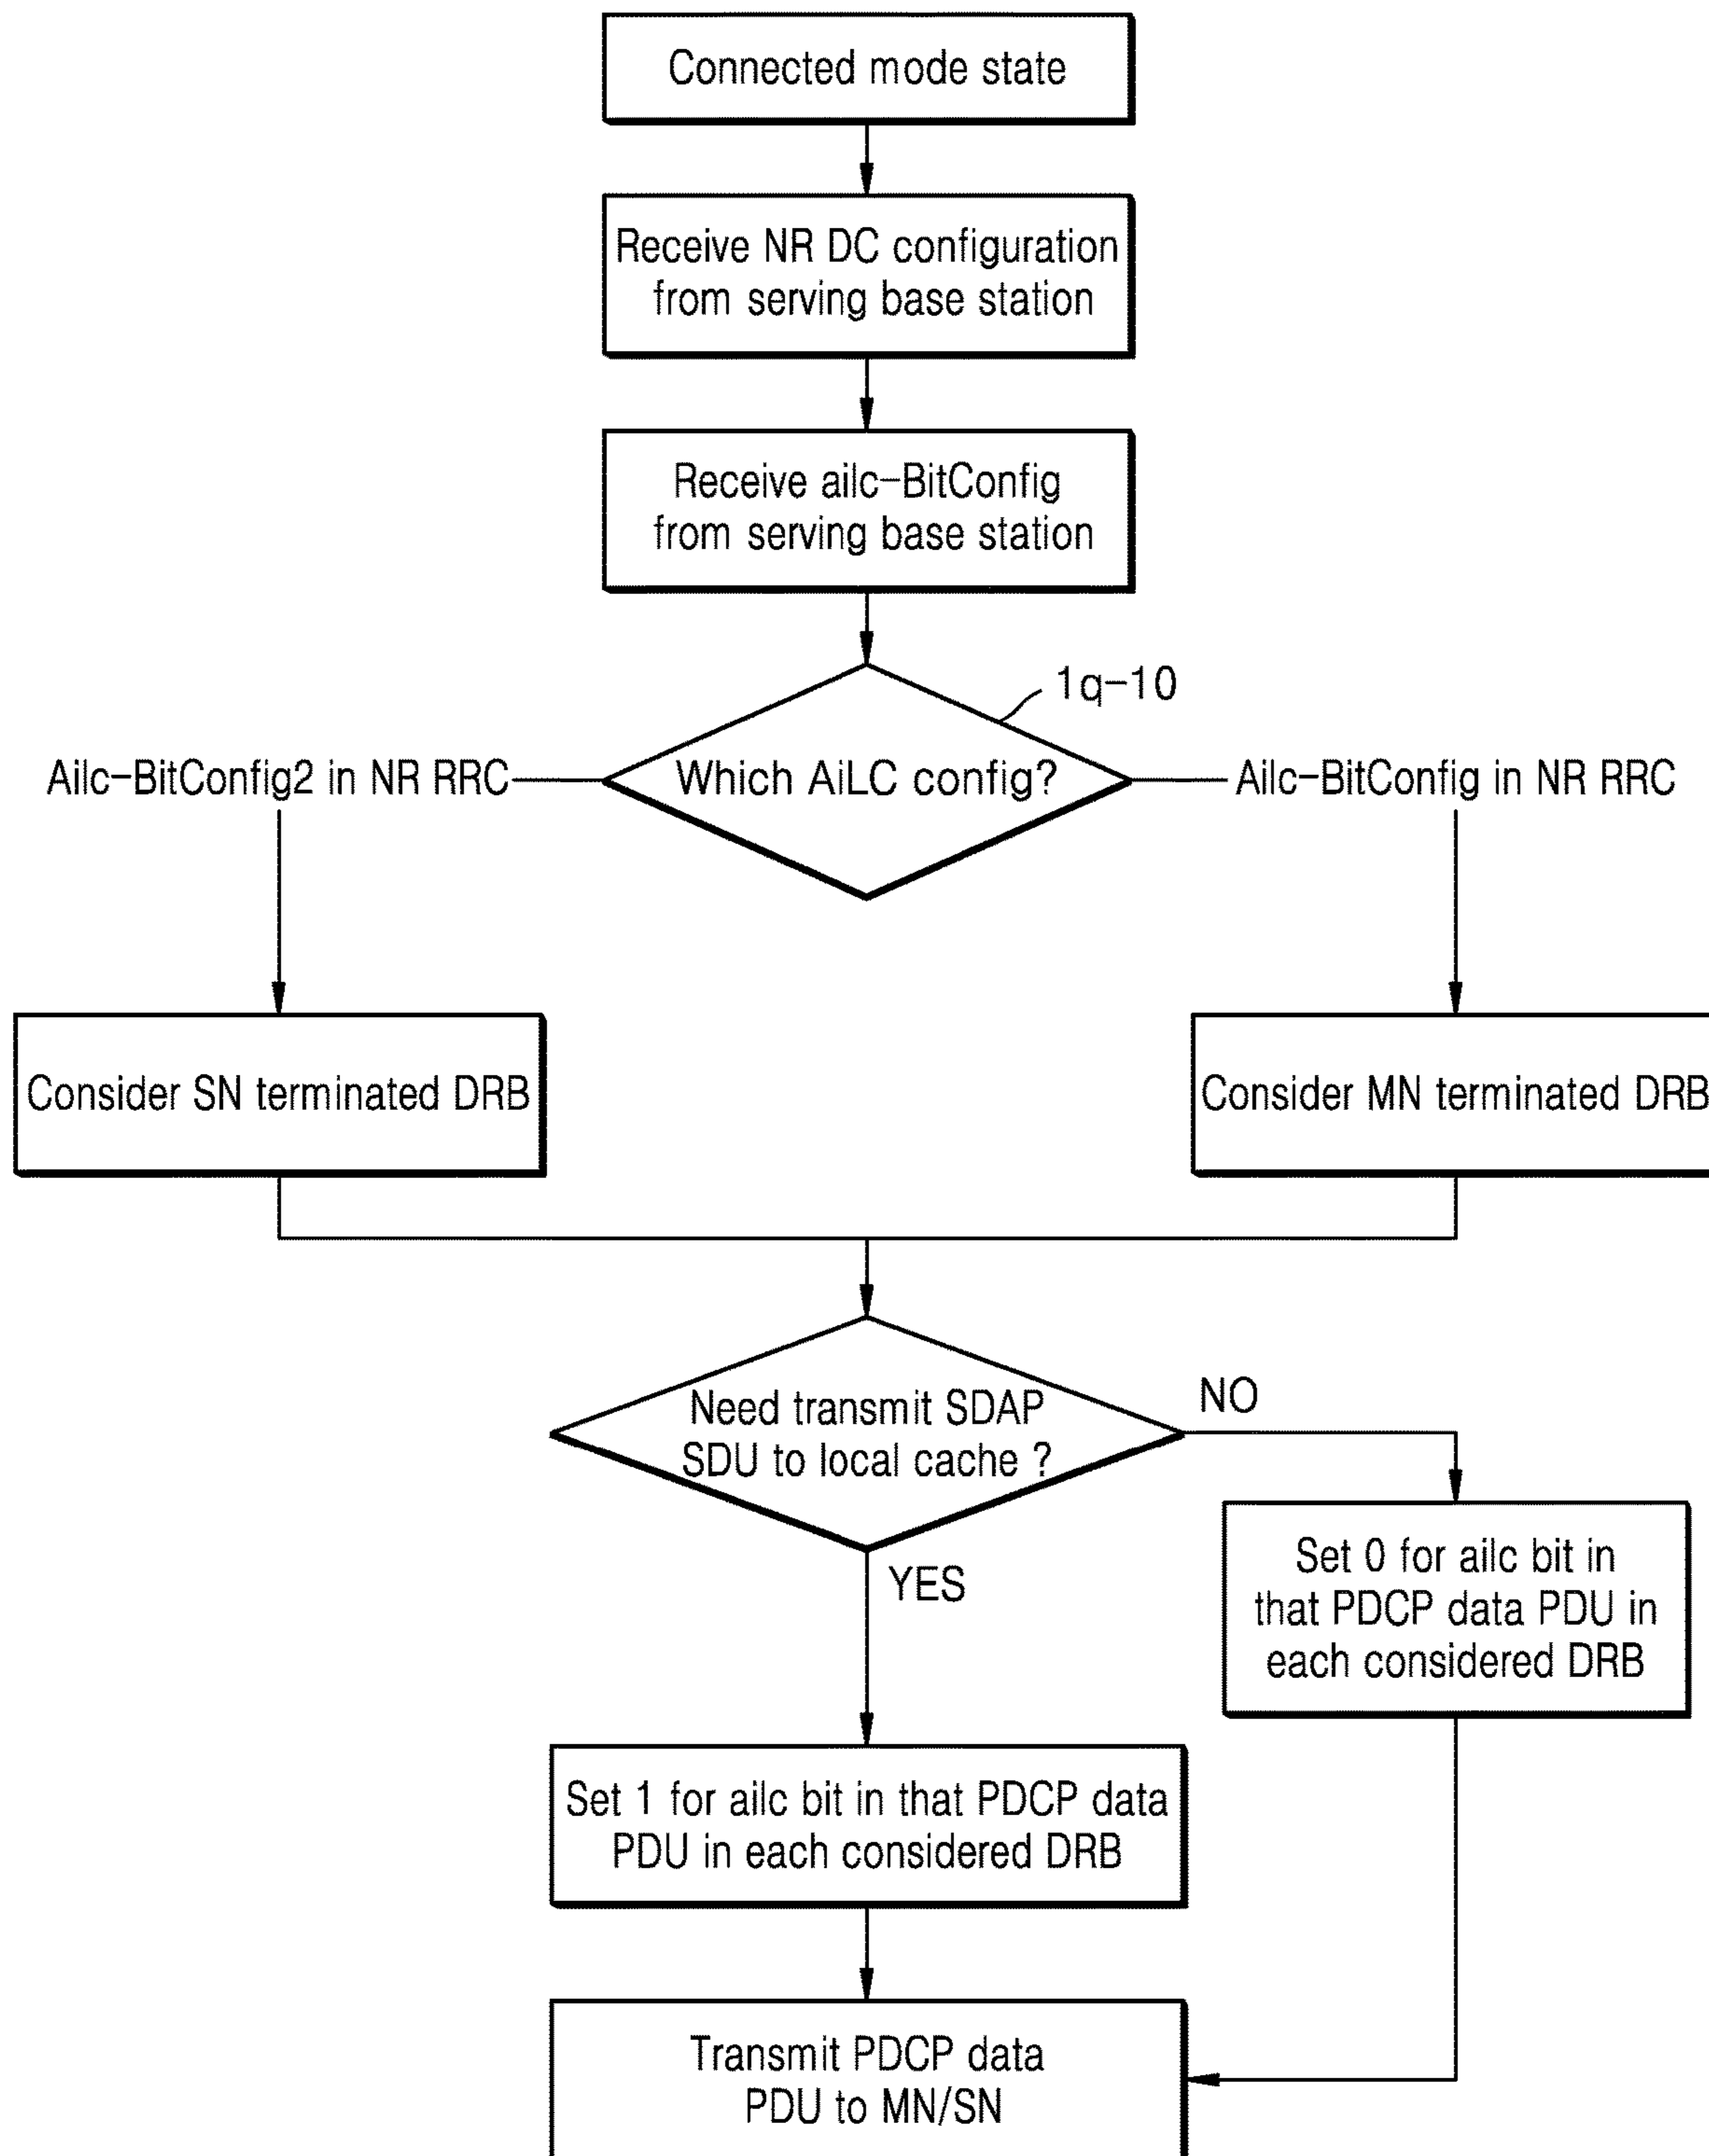 Connected mode state
Receive NR DC configuration
from serving base station
Receive ailc-BitConfig
from serving base station
1q-10
Ailc-BitConfig2 in NR RRC
Which AiLC config?
Ailc-BitConfig in NR RRC
Consider SN terminated DRB
Consider MN terminated DRB
Need transmit SDAP
SDU to local cache ?
NO
YES
Set 0 for ailc bit in
that PDCP data PDU in
each considered DRB
Set 1 for ailc bit in that PDCP data
PDU in each considered DRB
Transmit PDCP data
PDU to MN/SN